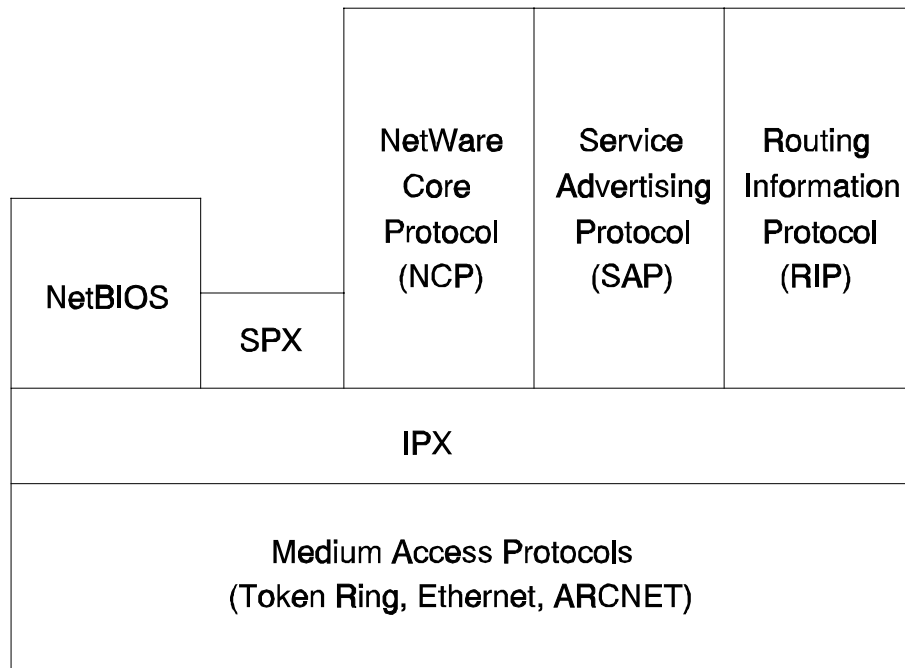 NetWare
Core
Protocol
(NCP)
Service
Advertising
Protocol
(SAP)
Routing
Information
Protocol
(RIP)
NetBIOS
SPX
IPX
Medium Access Protocols
(Token Ring, Ethernet, ARCNET)